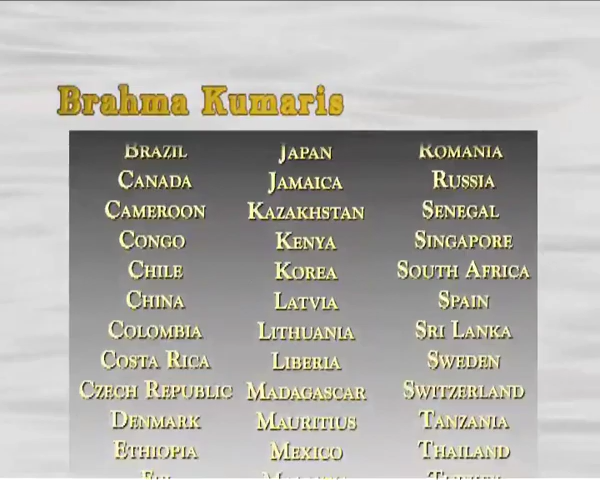 Brahma Kumaris
BRAZIL JAPAN ROMANIA
CANADA JAMAICA RUSSIA
CAMEROON KAZAKHSTAN SENEGAL
CONGO KENYA SINGAPORE
CHILE KOREA SOUTH AFRICA
CHINA LATVIA SPAIN
COLOMBIA LITHUANIA SRI LANKA
COSTA RICA LIBERIA SWEDEN
CZECH REPUBLIC MADAGASCAR SWITZERLAND
DENMARK MAURITIUS TANZANIA
ETHIOPIA MEXICO THAILAND